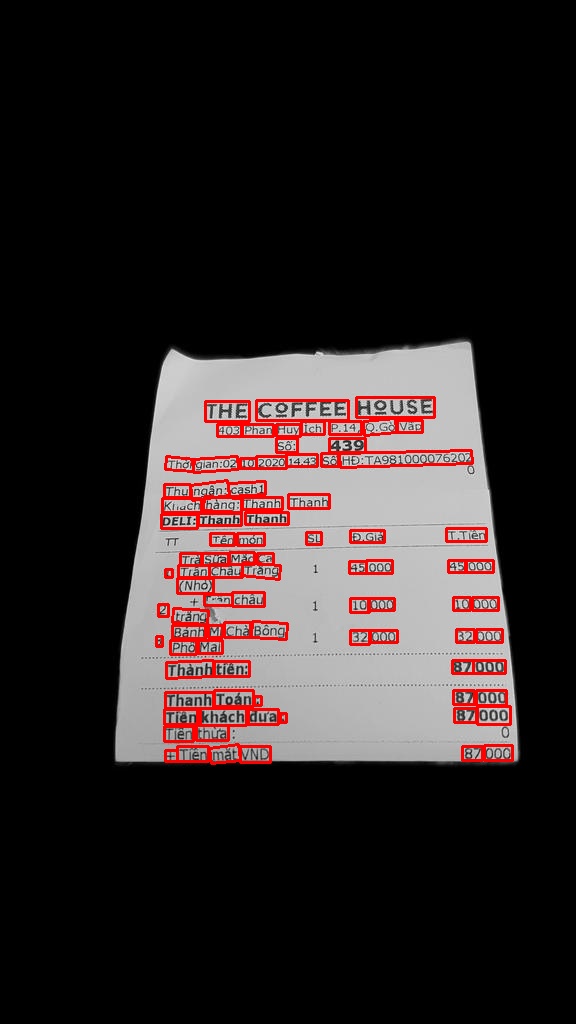 THE COFFEE HOUSE
403 Phan Huy Ích P.14, Q.Gò Vấp
Số: 439
Thời gian:02 10 2020 14:43 Số HĐ:TA981000076202
0
Thu ngân: cash1
Khách hàng: Thanh Thanh
DELI: Thanh Thanh
TT Tên món SL Đ.Giá T.Tiền
Trà Sữa Mắc Ca
Trân Châu Trắng 1 45,000 45,000
(Nhỏ)
2 + Trân châu 1 10,000 10,000
trắng
3 Bánh Mì Chà Bông 1 32,000 32,000
Phô Mai
Thành tiền: 87,000
Thanh Toán: 87,000
Tiền khách đưa: 87,000
Tiền thừa : 0
+ Tiền mặt VND 87,000